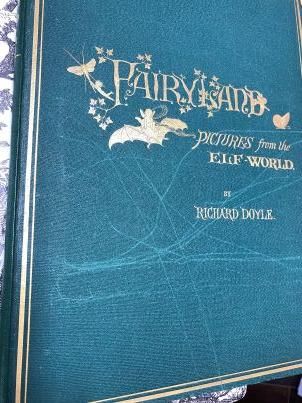 FAIRYLAND
PICTURES from the
ELF-WORLD.
BY
RICHARD DOYLE.